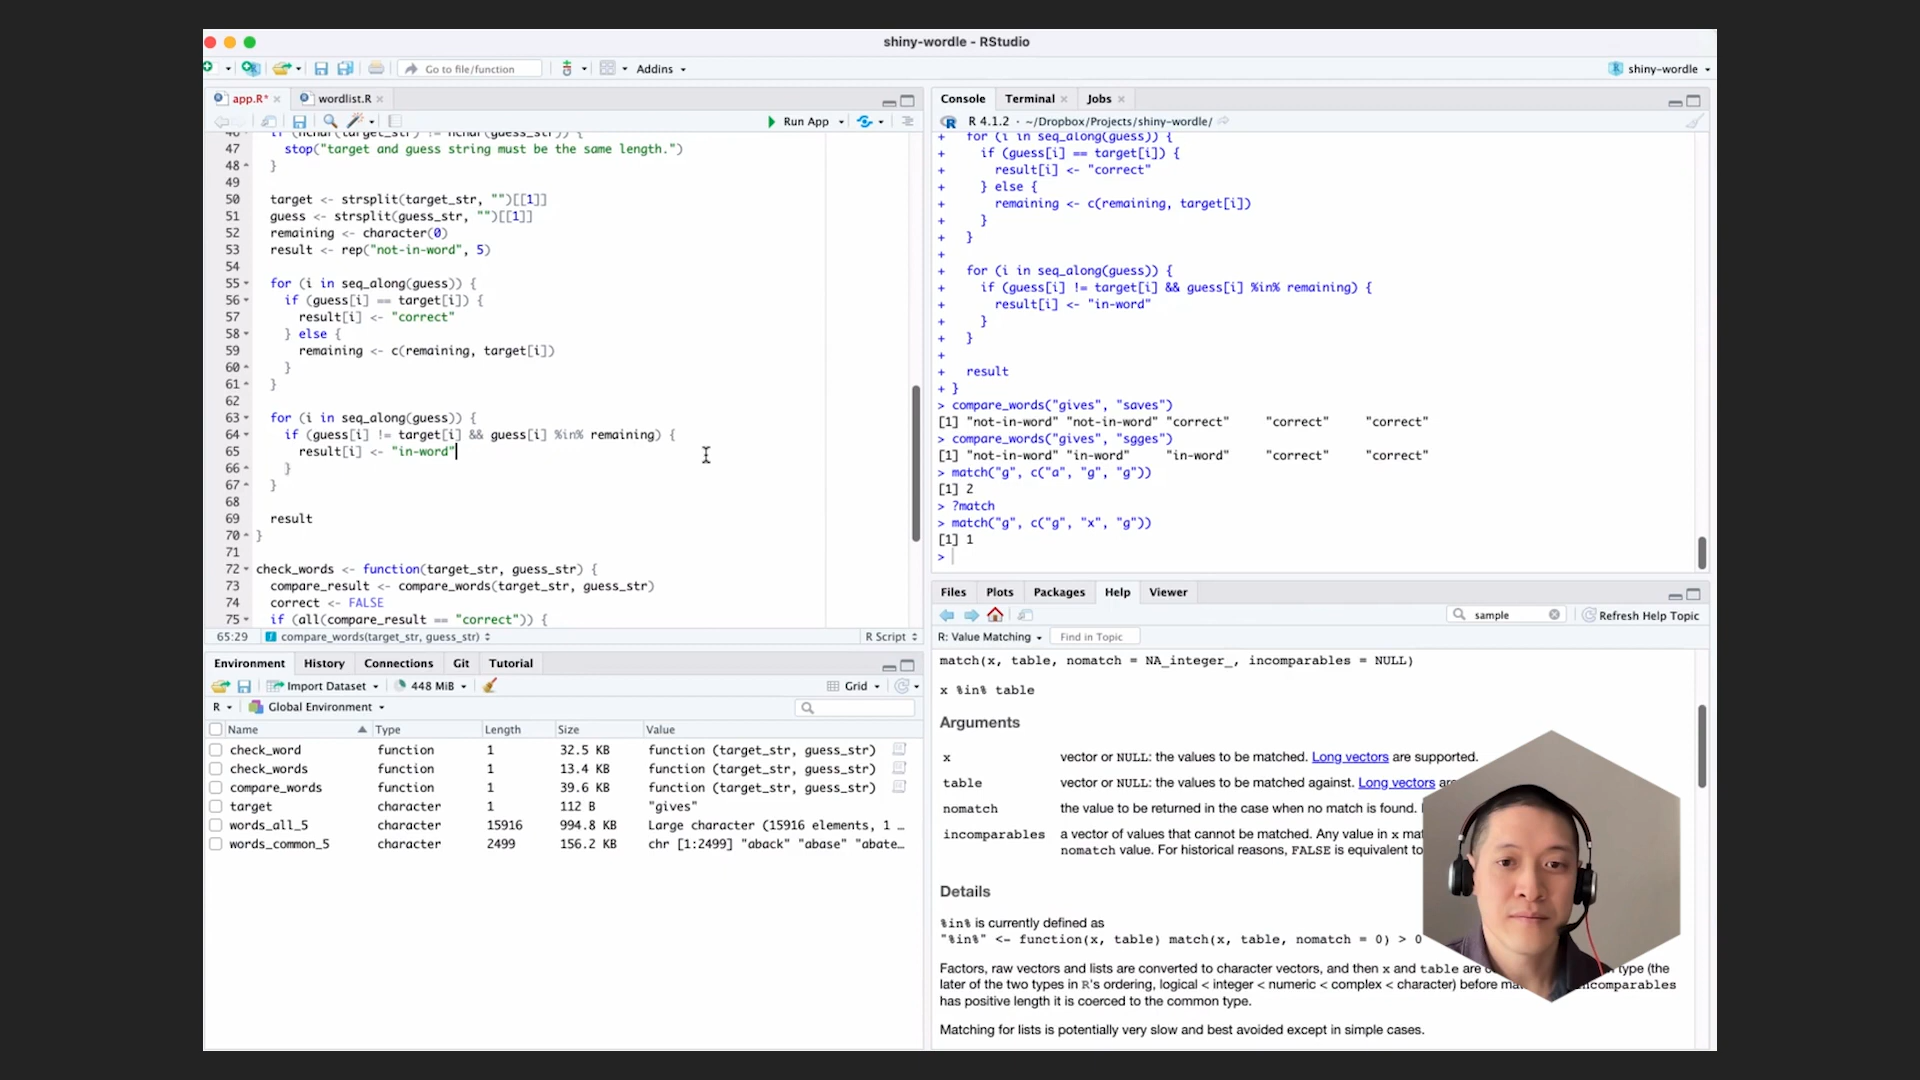 shiny-wordle - RStudio
Go to file/function
Addins
shiny-wordle
app.R*
wordlist.R
Run App
46 if (nchar(target_str) != nchar(guess_str)) {
47 stop("target and guess string must be the same length.")
48 }
49
50 target <- strsplit(target_str, "")[[1]]
51 guess <- strsplit(guess_str, "")[[1]]
52 remaining <- character(0)
53 result <- rep("not-in-word", 5)
54
55 for (i in seq_along(guess)) {
56 if (guess[i] == target[i]) {
57 result[i] <- "correct"
58 } else {
59 remaining <- c(remaining, target[i])
60 }
61 }
62
63 for (i in seq_along(guess)) {
64 if (guess[i] != target[i] && guess[i] %in% remaining) {
65 result[i] <- "in-word"
66 }
67 }
68
69 result
70 }
71
72 check_words <- function(target_str, guess_str) {
73 compare_result <- compare_words(target_str, guess_str)
74 correct <- FALSE
75 if (all(compare_result == "correct")) {
65:29 compare_words(target_str, guess_str)
R Script
Console Terminal Jobs
R 4.1.2 · ~/Dropbox/Projects/shiny-wordle/
+ for (i in seq_along(guess)) {
+ if (guess[i] == target[i]) {
+ result[i] <- "correct"
+ } else {
+ remaining <- c(remaining, target[i])
+ }
+ }
+
+ for (i in seq_along(guess)) {
+ if (guess[i] != target[i] && guess[i] %in% remaining) {
+ result[i] <- "in-word"
+ }
+ }
+
+ result
+ }
> compare_words("gives", "saves")
[1] "not-in-word" "not-in-word" "correct" "correct" "correct"
> compare_words("gives", "sgges")
[1] "not-in-word" "in-word" "in-word" "correct" "correct"
> match("g", c("a", "g", "g"))
[1] 2
> ?match
> match("g", c("g", "x", "g"))
[1] 1
>
Environment History Connections Git Tutorial
Import Dataset 448 MiB Grid
R Global Environment
Name Type Length Size Value
check_word function 1 32.5 KB function (target_str, guess_str)
check_words function 1 13.4 KB function (target_str, guess_str)
compare_words function 1 39.6 KB function (target_str, guess_str)
target character 1 112 B "gives"
words_all_5 character 15916 994.8 KB Large character (15916 elements, 1 …
words_common_5 character 2499 156.2 KB chr [1:2499] "aback" "abase" "abate…
Files Plots Packages Help Viewer
sample
Refresh Help Topic
R: Value Matching
Find in Topic
match(x, table, nomatch = NA_integer_, incomparables = NULL)
x %in% table
Arguments
x vector or NULL: the values to be matched. Long vectors are supported.
table vector or NULL: the values to be matched against. Long vectors
nomatch the value to be returned in the case when no match is found.
incomparables a vector of values that cannot be matched. Any value in x
nomatch value. For historical reasons, FALSE is equivalent to
Details
%in% is currently defined as
"%in%" <- function(x, table) match(x, table, nomatch = 0) > 0
Factors, raw vectors and lists are converted to character vectors, and then x and table are type (the
later of the two types in R's ordering, logical < integer < numeric < complex < character) before incomparables
has positive length it is coerced to the common type.
Matching for lists is potentially very slow and best avoided except in simple cases.